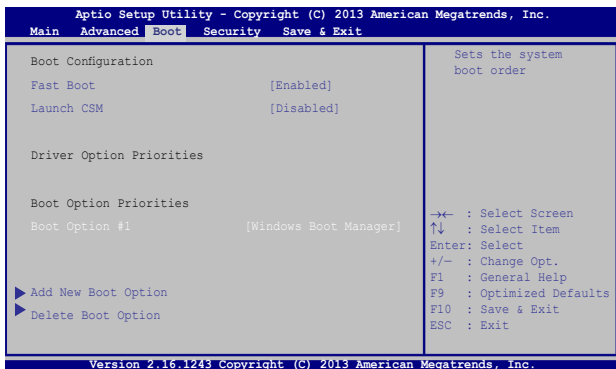 Aptio Setup Utility - Copyright (C) 2013 American Megatrends, Inc.
Main Advanced Boot Security Save & Exit
Boot Configuration
Fast Boot [Enabled]
Launch CSM [Disabled]
Driver Option Priorities
Boot Option Priorities
Boot Option #1 [Windows Boot Manager]
Add New Boot Option
Delete Boot Option
Sets the system
boot order
→← : Select Screen
↑↓ : Select Item
Enter: Select
+/— : Change Opt.
F1 : General Help
F9 : Optimized Defaults
F10 : Save & Exit
ESC : Exit
Version 2.16.1243 Copyright (C) 2013 American Megatrends, Inc.